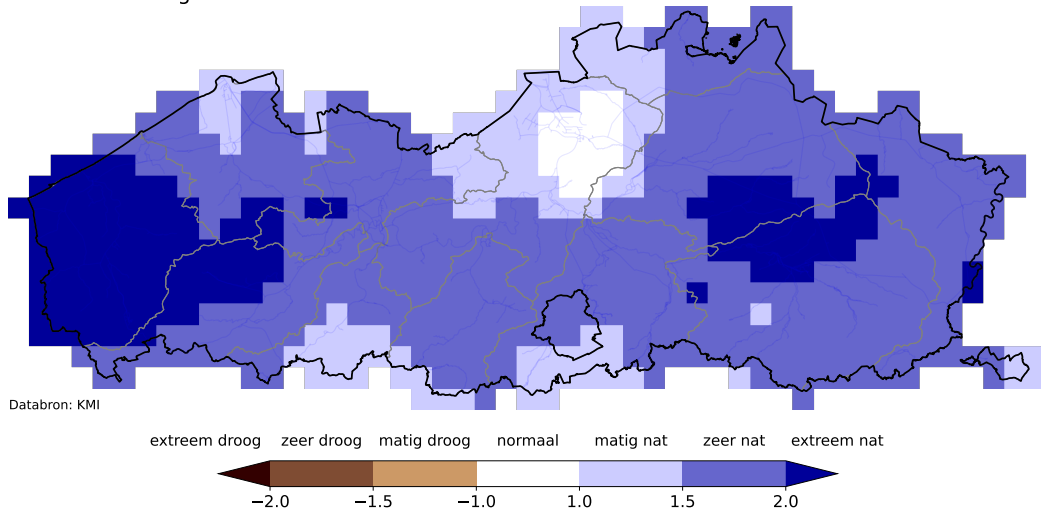 Databron: KMI
extreem droog zeer droog matig droog normaal matig nat zeer nat extreem nat
−2.0 −1.5 −1.0 1.0 1.5 2.0